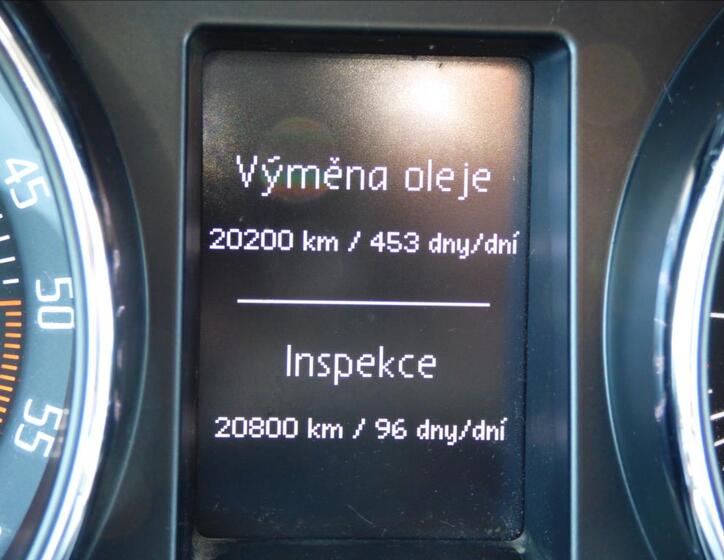 Výměna oleje
20200 km / 453 dny/dní
Inspekce
20800 km / 96 dny/dní
45
50
55